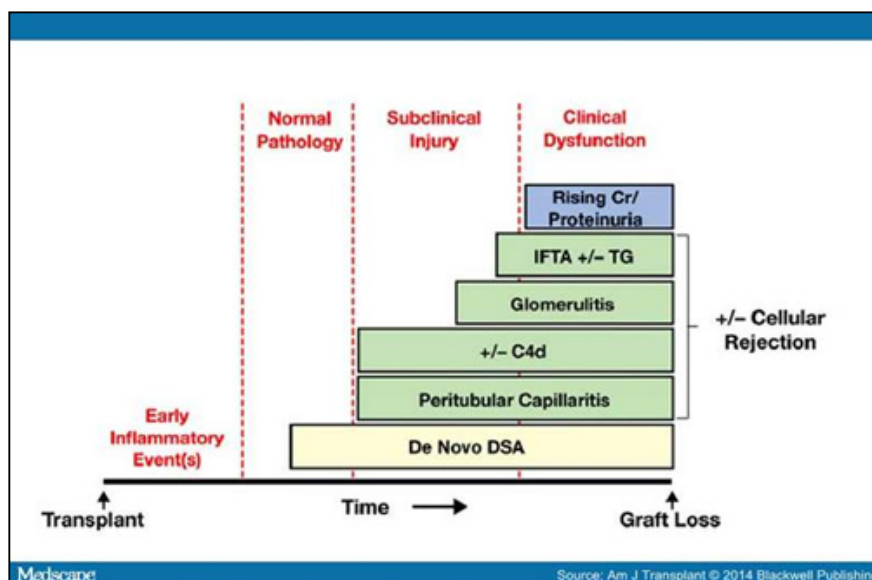 Normal
Pathology
Subclinical
Injury
Clinical
Dysfunction
Rising Cr/
Proteinuria
IFTA +/− TG
Glomerulitis
+/− C4d
Peritubular Capillaritis
De Novo DSA
+/− Cellular
Rejection
Early
Inflammatory
Event(s)
Time
Transplant
Graft Loss
Medscape
Source: Am J Transplant © 2014 Blackwell Publishing